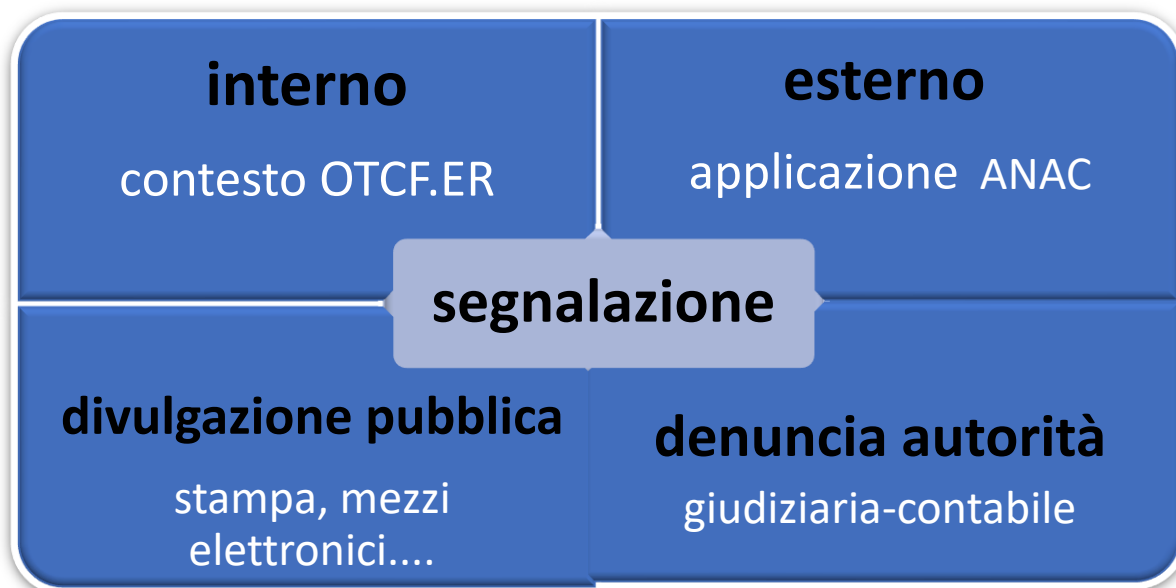 interno
contesto OTCF.ER
esterno
applicazione ANAC
segnalazione
divulgazione pubblica
stampa, mezzi
elettronici....
denuncia autorità
giudiziaria-contabile